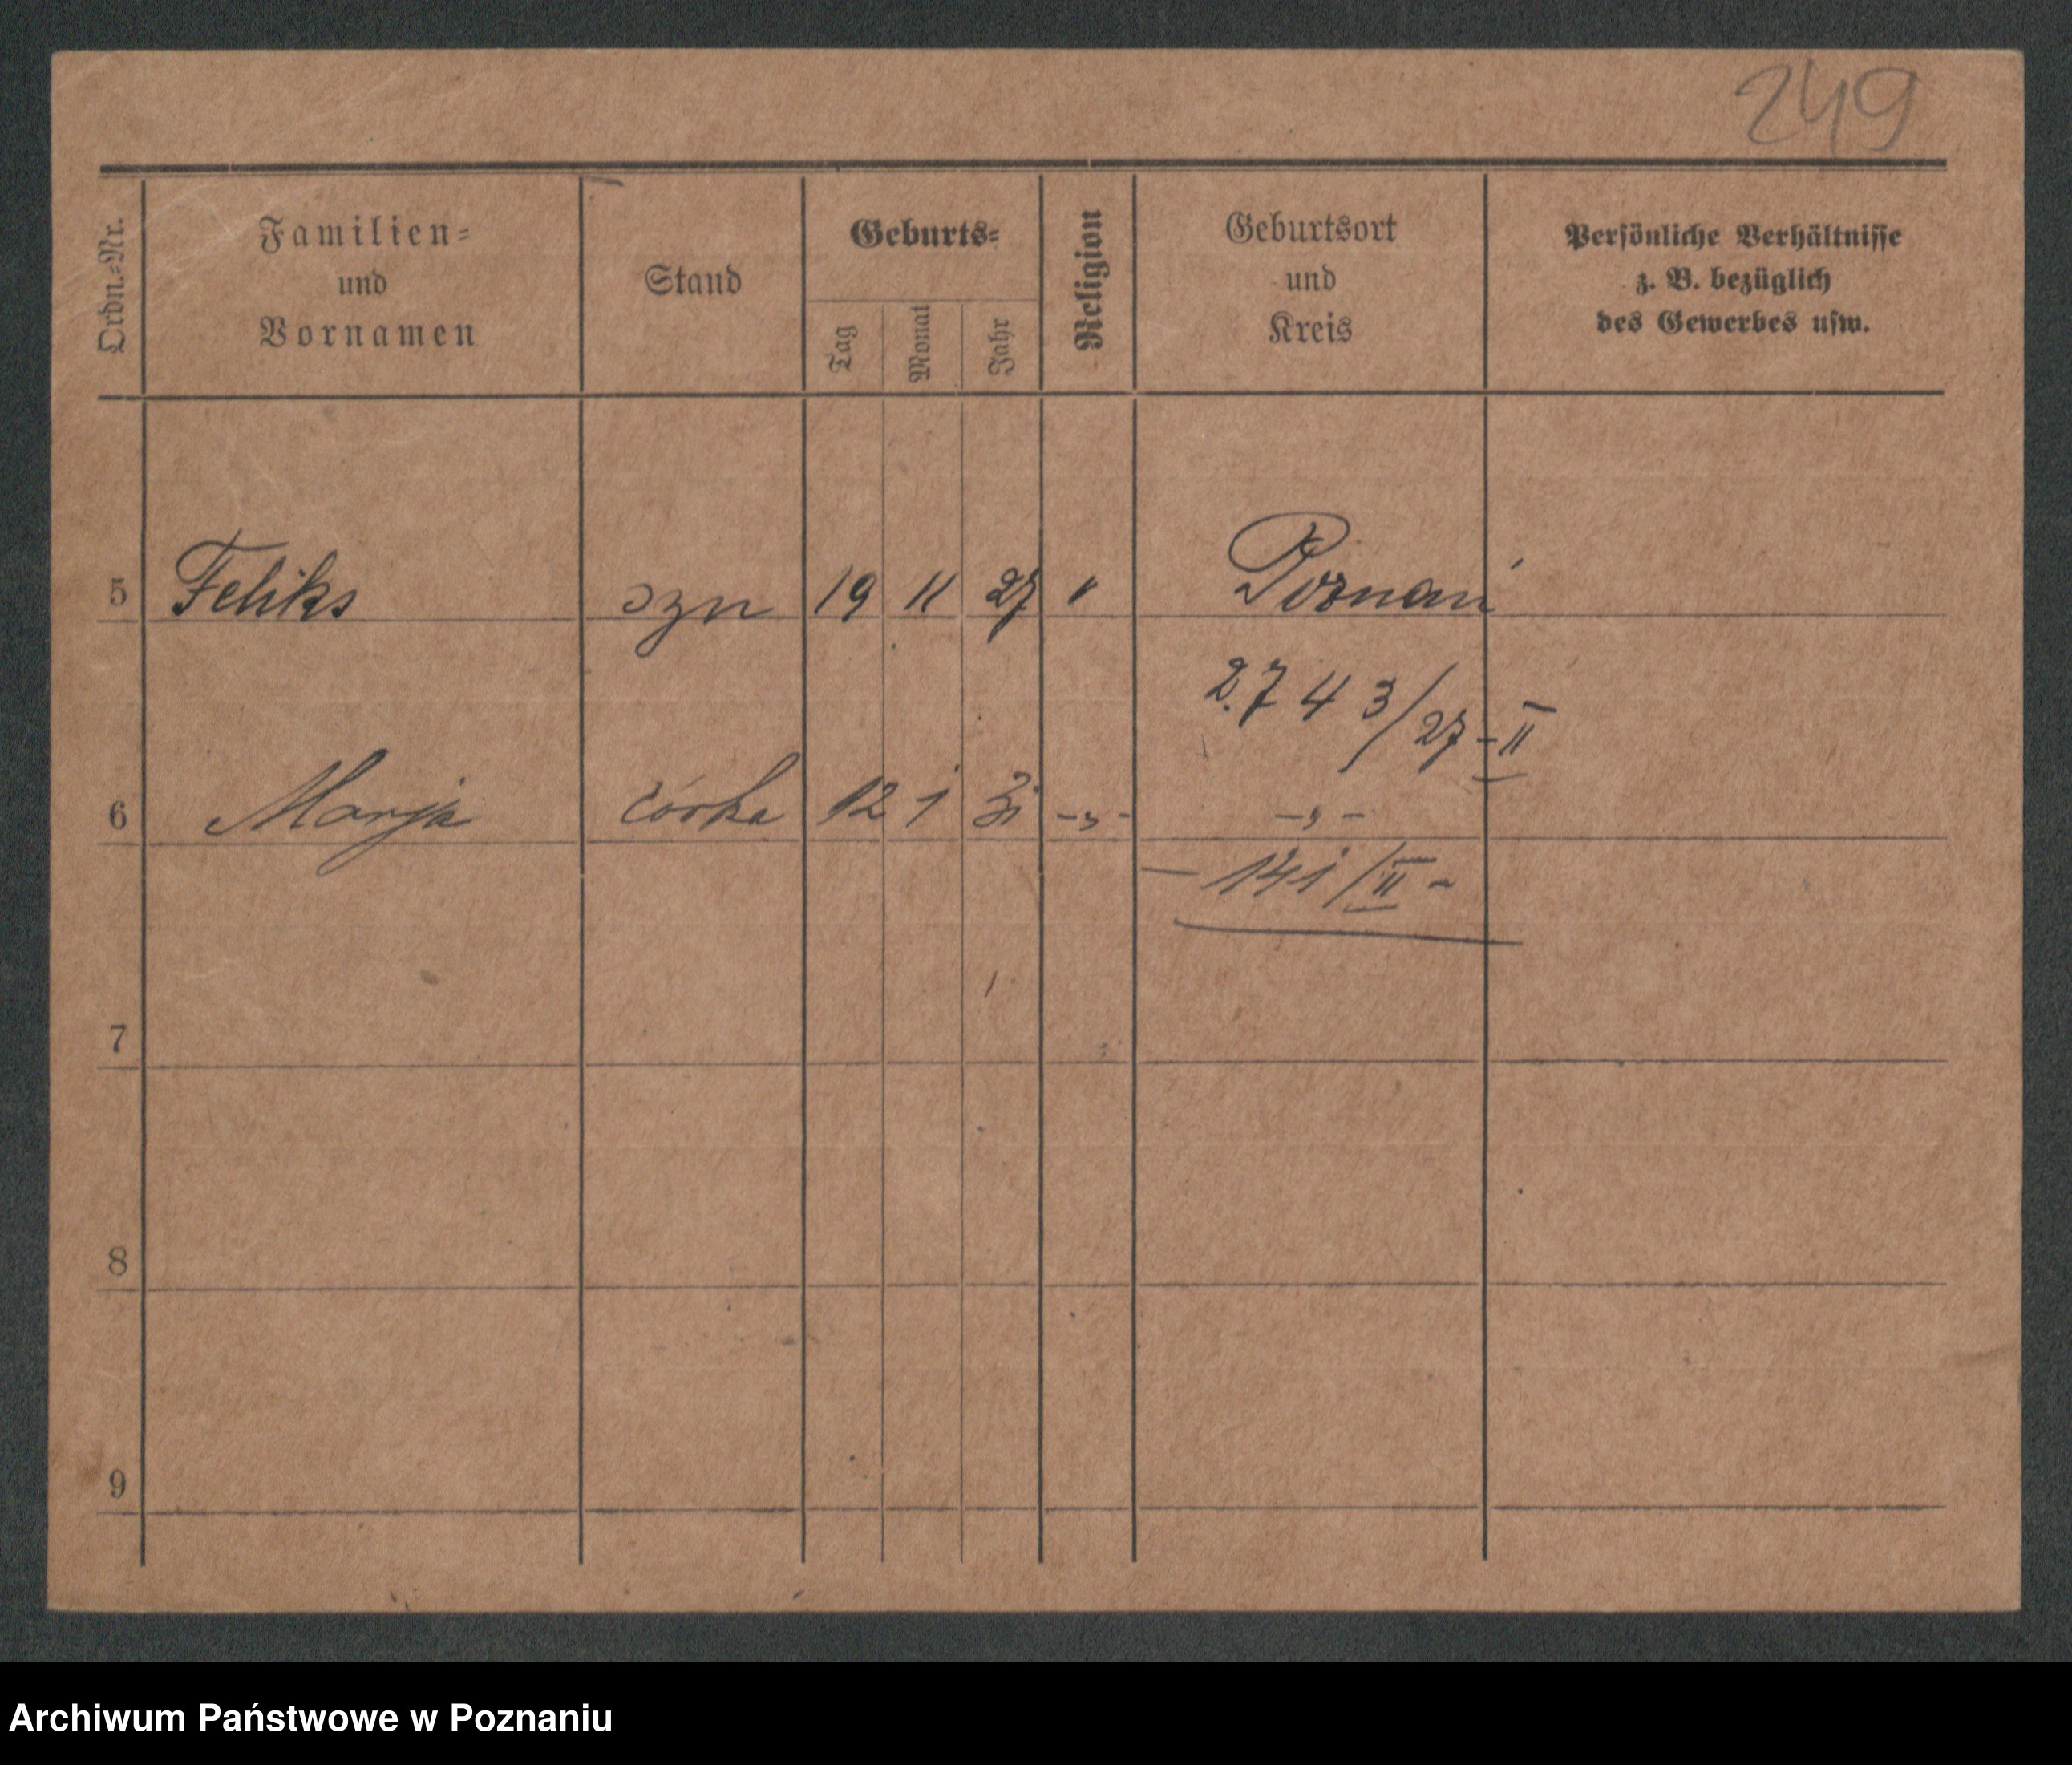 249
Ordn.-Nr.
Familien-
und
Vornamen
Stand
Geburts-
Tag
Monat
Jahr
Religion
Geburtsort
und
Kreis
Persönliche Verhältnisse
z. B. bezüglich
des Gewerbes usw.
5 Feliks syn 19 11 27 " Poznań
2743/27-II
6 Marja córka 12 1 31 -"- -"-
- 141/II -
7
8
9
Archiwum Państwowe w Poznaniu